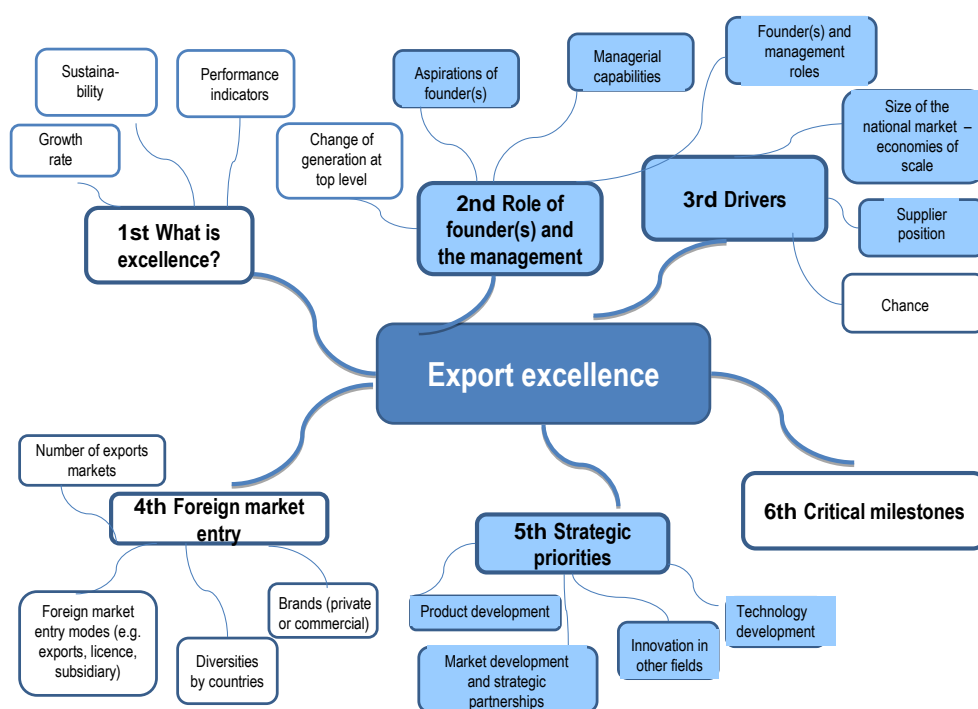 Sustaina-
bility
Performance
indicators
Growth
rate
1st What is
excellence?
Aspirations of
founder(s)
Managerial
capabilities
Founder(s) and
management
roles
Change of
generation at
top level
2nd Role of
founder(s) and
the management
Size of the
national market –
economies of
scale
3rd Drivers
Supplier
position
Chance
Export excellence
Number of exports
markets
4th Foreign market
entry
Foreign market
entry modes (e.g.
exports, licence,
subsidiary)
Diversities
by countries
Brands (private
or commercial)
5th Strategic
priorities
Product development
Market development
and strategic
partnerships
Innovation in
other fields
Technology
development
6th Critical milestones